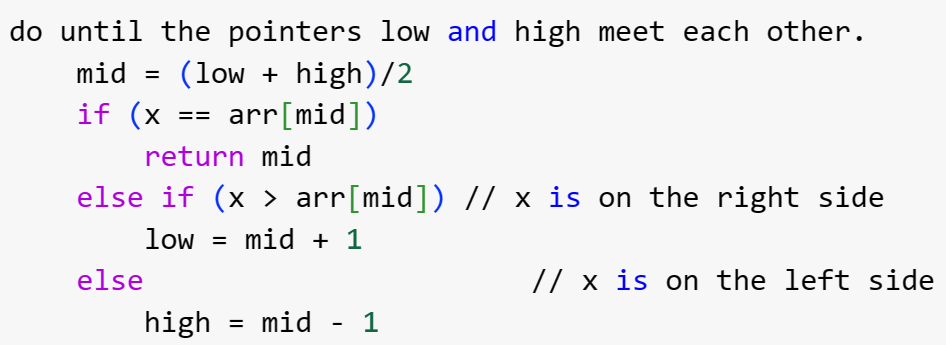 do until the pointers low and high meet each other.
    mid = (low + high)/2
    if (x == arr[mid])
        return mid
    else if (x > arr[mid]) // x is on the right side
        low = mid + 1
    else                       // x is on the left side
        high = mid - 1